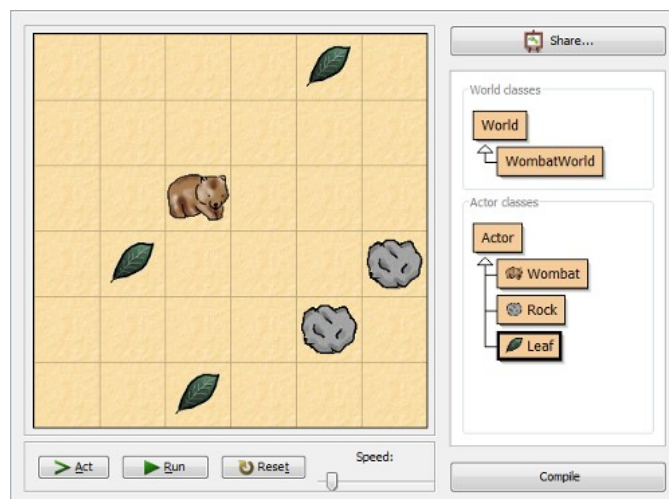 Share...
World classes
World
WombatWorld
Actor classes
Actor
Wombat
Rock
Leaf
Speed:
Act
Run
Reset
Compile